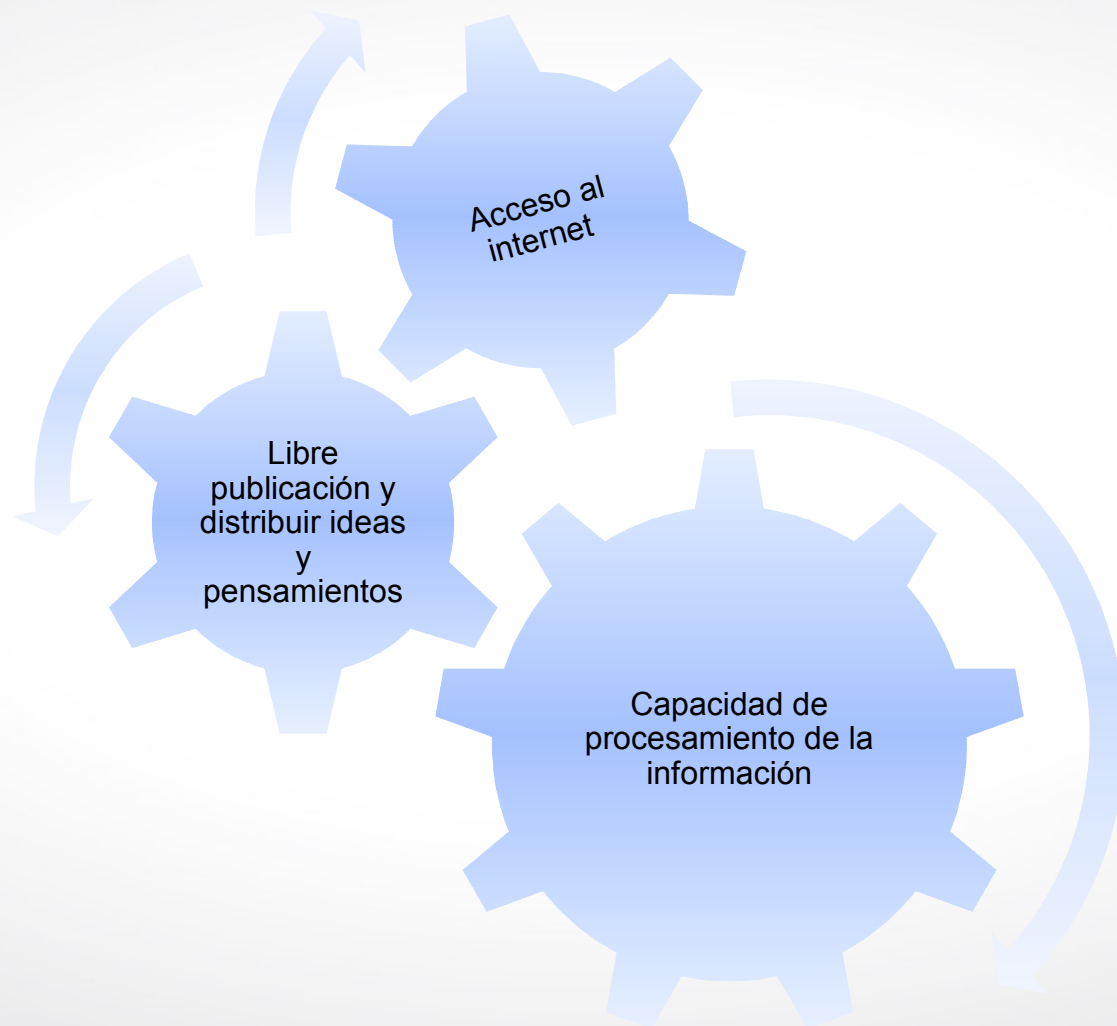 Acceso al
internet
Libre
publicación y
distribuir ideas
y
pensamientos
Capacidad de
procesamiento de la
información